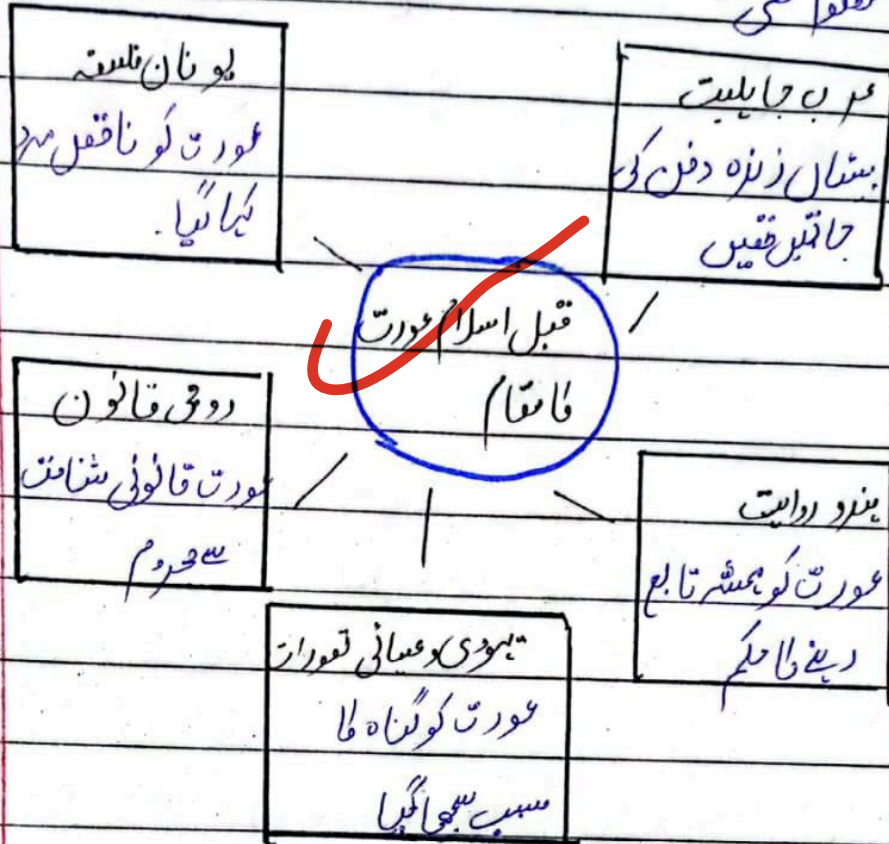 عرب جاہلیت
بیٹیاں زندہ دفن کی
جاتیں تھیں
یونان فلسفہ
عورت کو ناقص مرد
کہا گیا۔
قبل اسلام عورت
کا مقام
رومی قانون
عورت قانونی شناخت
سے محروم
ہندو روایت
عورت کو ہمیشہ تابع
رہنے کا حکم
یہودی و عیسائی تصورات
عورت کو گناہ کا
سبب سمجھا گیا